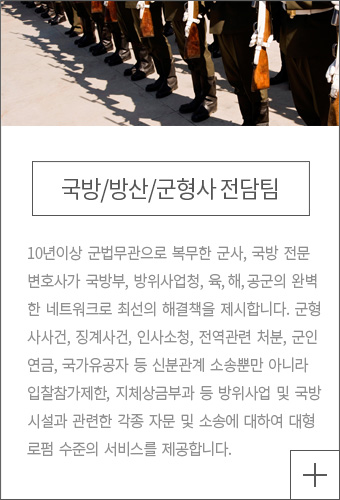 국방/방산/군형사 전담팀
10년이상 군법무관으로 복무한 군사, 국방 전문
변호사가 국방부, 방위사업청, 육,해,공군의 완벽
한 네트워크로 최선의 해결책을 제시합니다. 군형
사사건, 징계사건, 인사소청, 전역관련 처분, 군인
연금, 국가유공자 등 신분관계 소송뿐만 아니라
입찰참가제한, 지체상금부과 등 방위사업 및 국방
시설과 관련한 각종 자문 및 소송에 대하여 대형
로펌 수준의 서비스를 제공합니다.